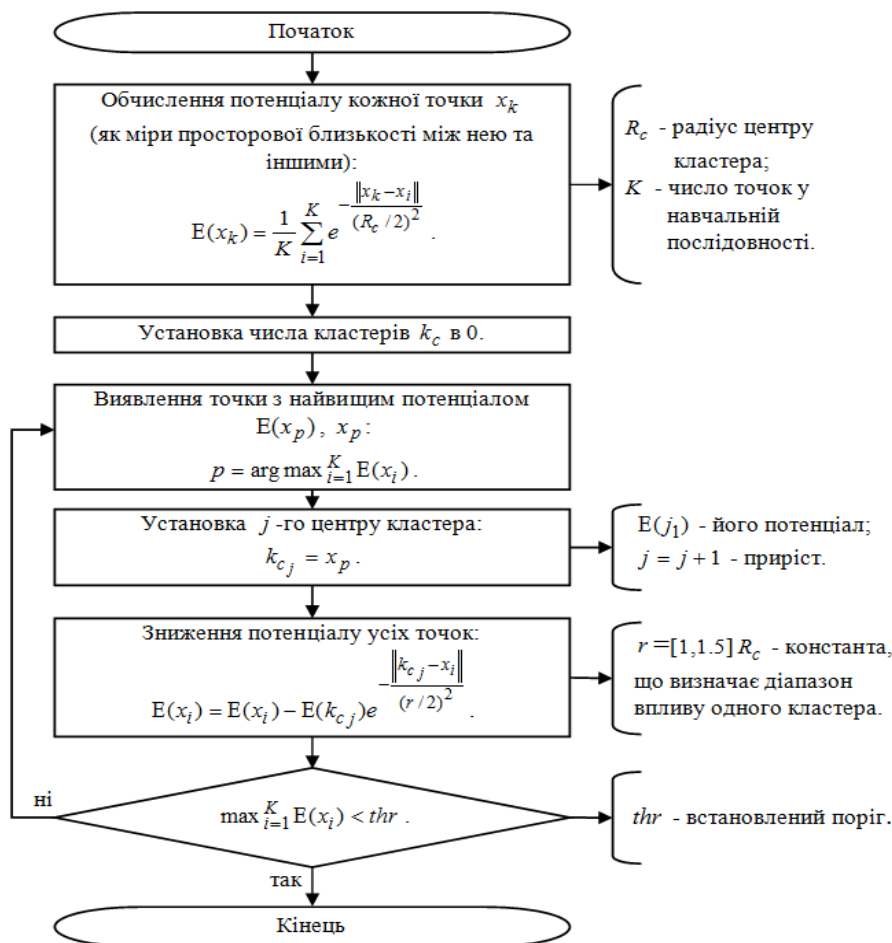 Початок
Обчислення потенціалу кожної точки x_k
(як міри просторової близькості між нею та
іншими):
E(x_k) = \frac{1}{K} \sum_{i=1}^{K} e^{-\frac{\|x_k - x_i\|}{(R_c/2)^2}} .
R_c - радіус центру
кластера;
K - число точок у
навчальній
послідовності.
Установка числа кластерів k_c в 0.
Виявлення точки з найвищим потенціалом
E(x_p), x_p:
p = arg max_{i=1}^{K} E(x_i).
Установка j-го центру кластера:
k_{c_j} = x_p.
E(j_1) - його потенціал;
j = j + 1 - приріст.
Зниження потенціалу усіх точок:
E(x_i) = E(x_i) − E(k_{c_j}) e^{-\frac{\|k_{c_j} - x_i\|}{(r/2)^2}} .
r =[1,1.5] R_c - константа,
що визначає діапазон
впливу одного кластера.
ні
max_{i=1}^{K} E(x_i) < thr .
thr - встановлений поріг.
так
Кінець